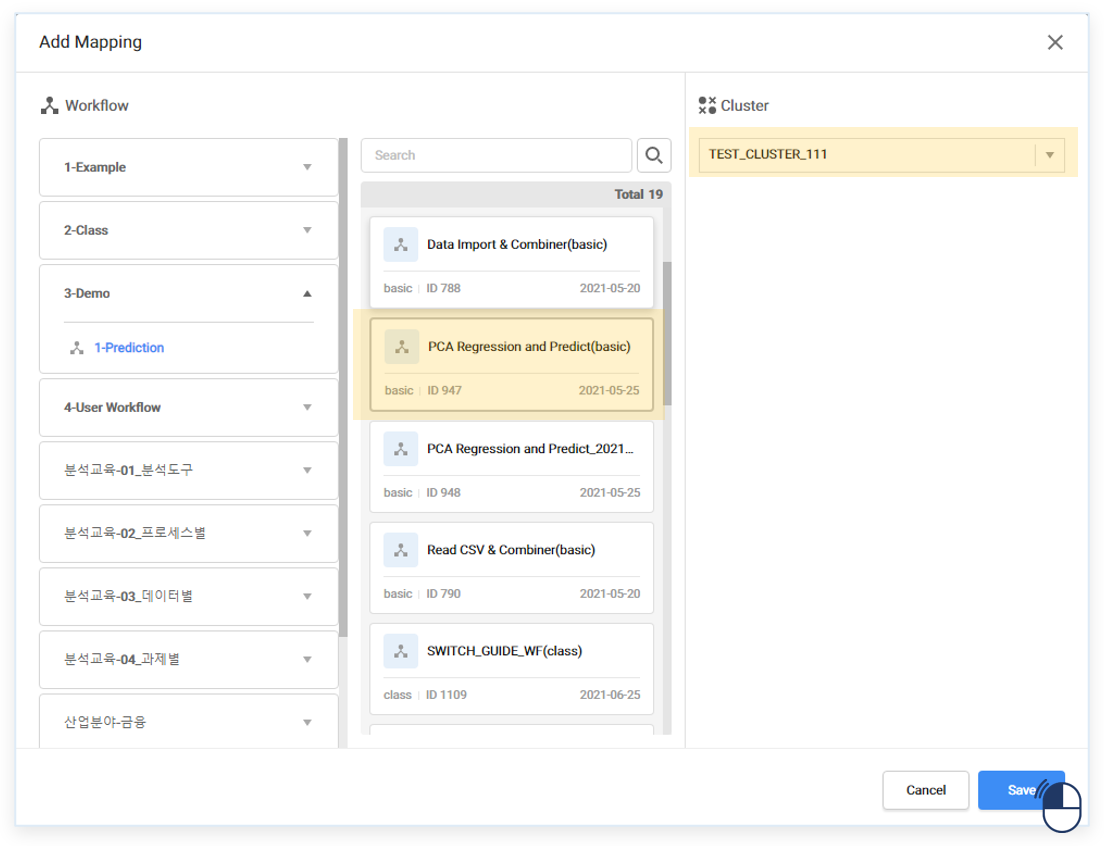 Add Mapping
Workflow
1-Example
2-Class
3-Demo
1-Prediction
4-User Workflow
분석교육-01_분석도구
분석교육-02_프로세스별
분석교육-03_데이터별
분석교육-04_과제별
산업분야-금융
Search
Total 19
Data Import & Combiner(basic)
basic | ID 788 2021-05-20
PCA Regression and Predict(basic)
basic | ID 947 2021-05-25
PCA Regression and Predict_2021...
basic | ID 948 2021-05-25
Read CSV & Combiner(basic)
basic | ID 790 2021-05-20
SWITCH_GUIDE_WF(class)
class | ID 1109 2021-06-25
Cluster
TEST_CLUSTER_111
Cancel
Save